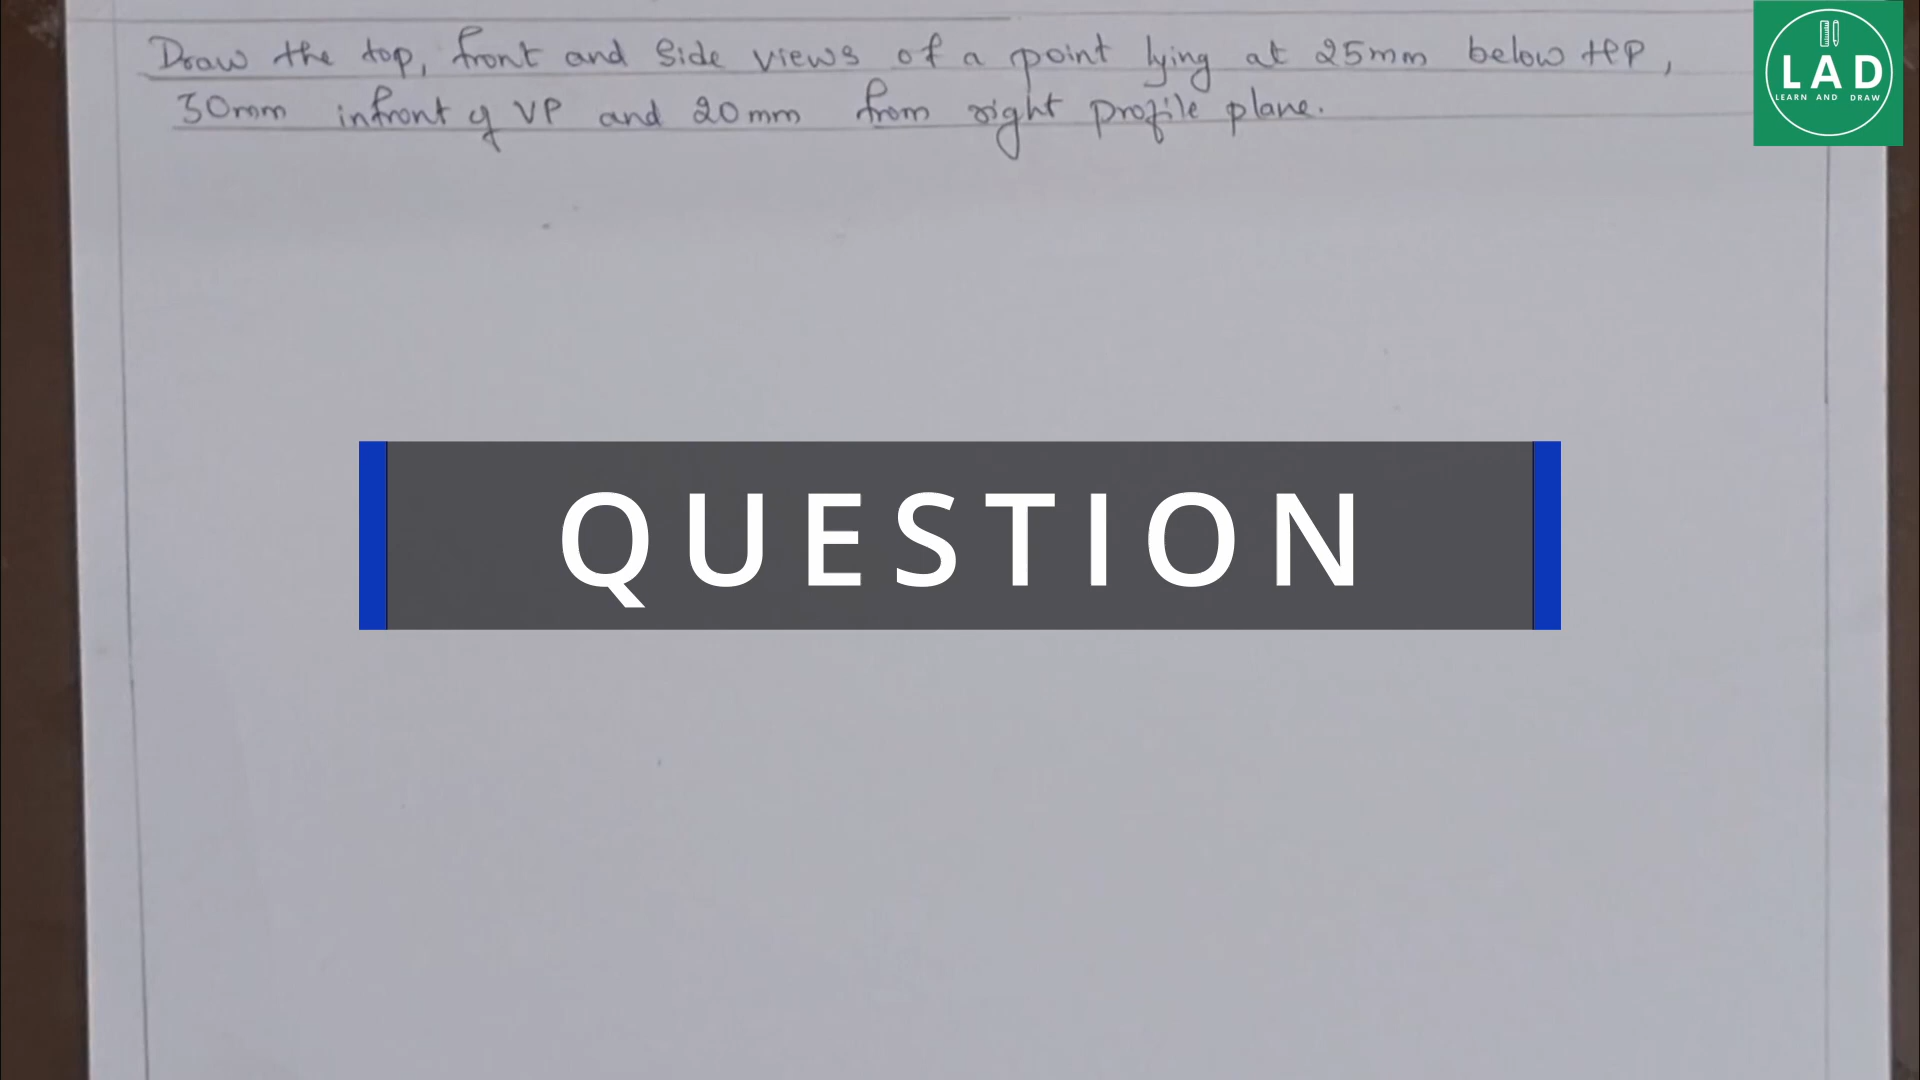 Draw the top, front and side views of a point lying at 25mm below HP,
30mm infront of VP and 20mm from right profile plane.
LAD
LEARN AND DRAW
QUESTION